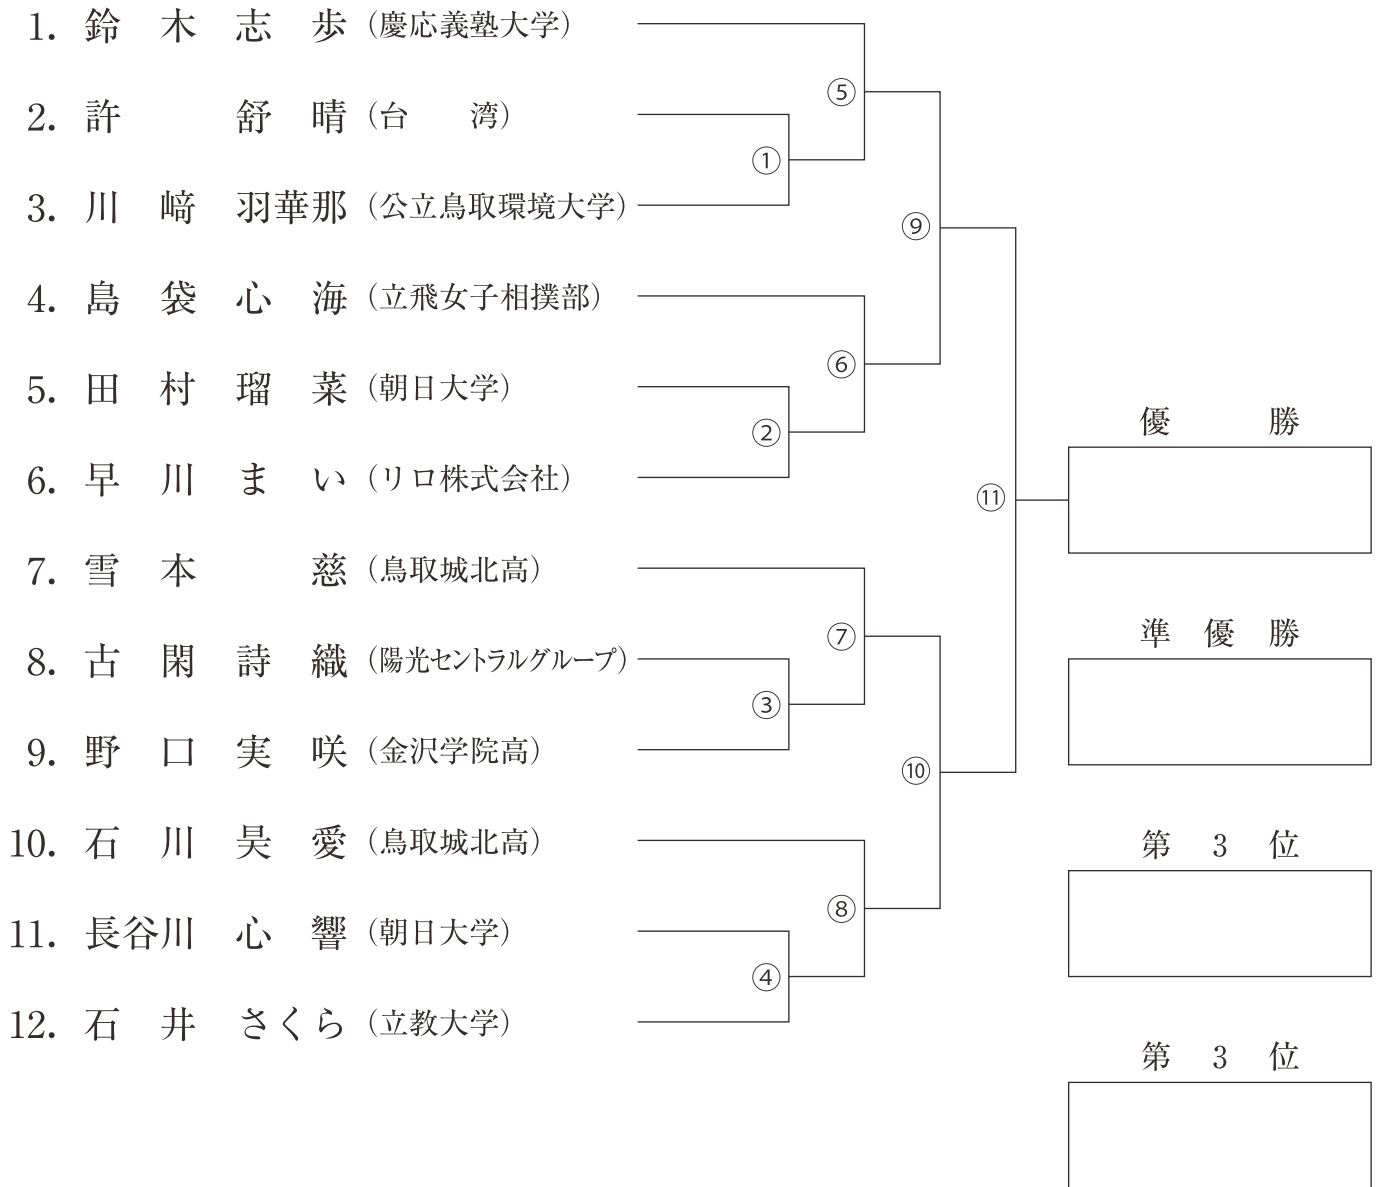 1. 鈴木志歩（慶応義塾大学）
2. 許舒晴（台湾）
3. 川﨑羽華那（公立鳥取環境大学）
4. 島袋心海（立飛女子相撲部）
5. 田村瑠菜（朝日大学）
6. 早川まい（リロ株式会社）
7. 雪本慈（鳥取城北高）
8. 古閑詩織（陽光セントラルグループ）
9. 野口実咲（金沢学院高）
10. 石川昊愛（鳥取城北高）
11. 長谷川心響（朝日大学）
12. 石井さくら（立教大学）
①
②
③
④
⑤
⑥
⑦
⑧
⑨
⑩
⑪
優勝
準優勝
第3位
第3位